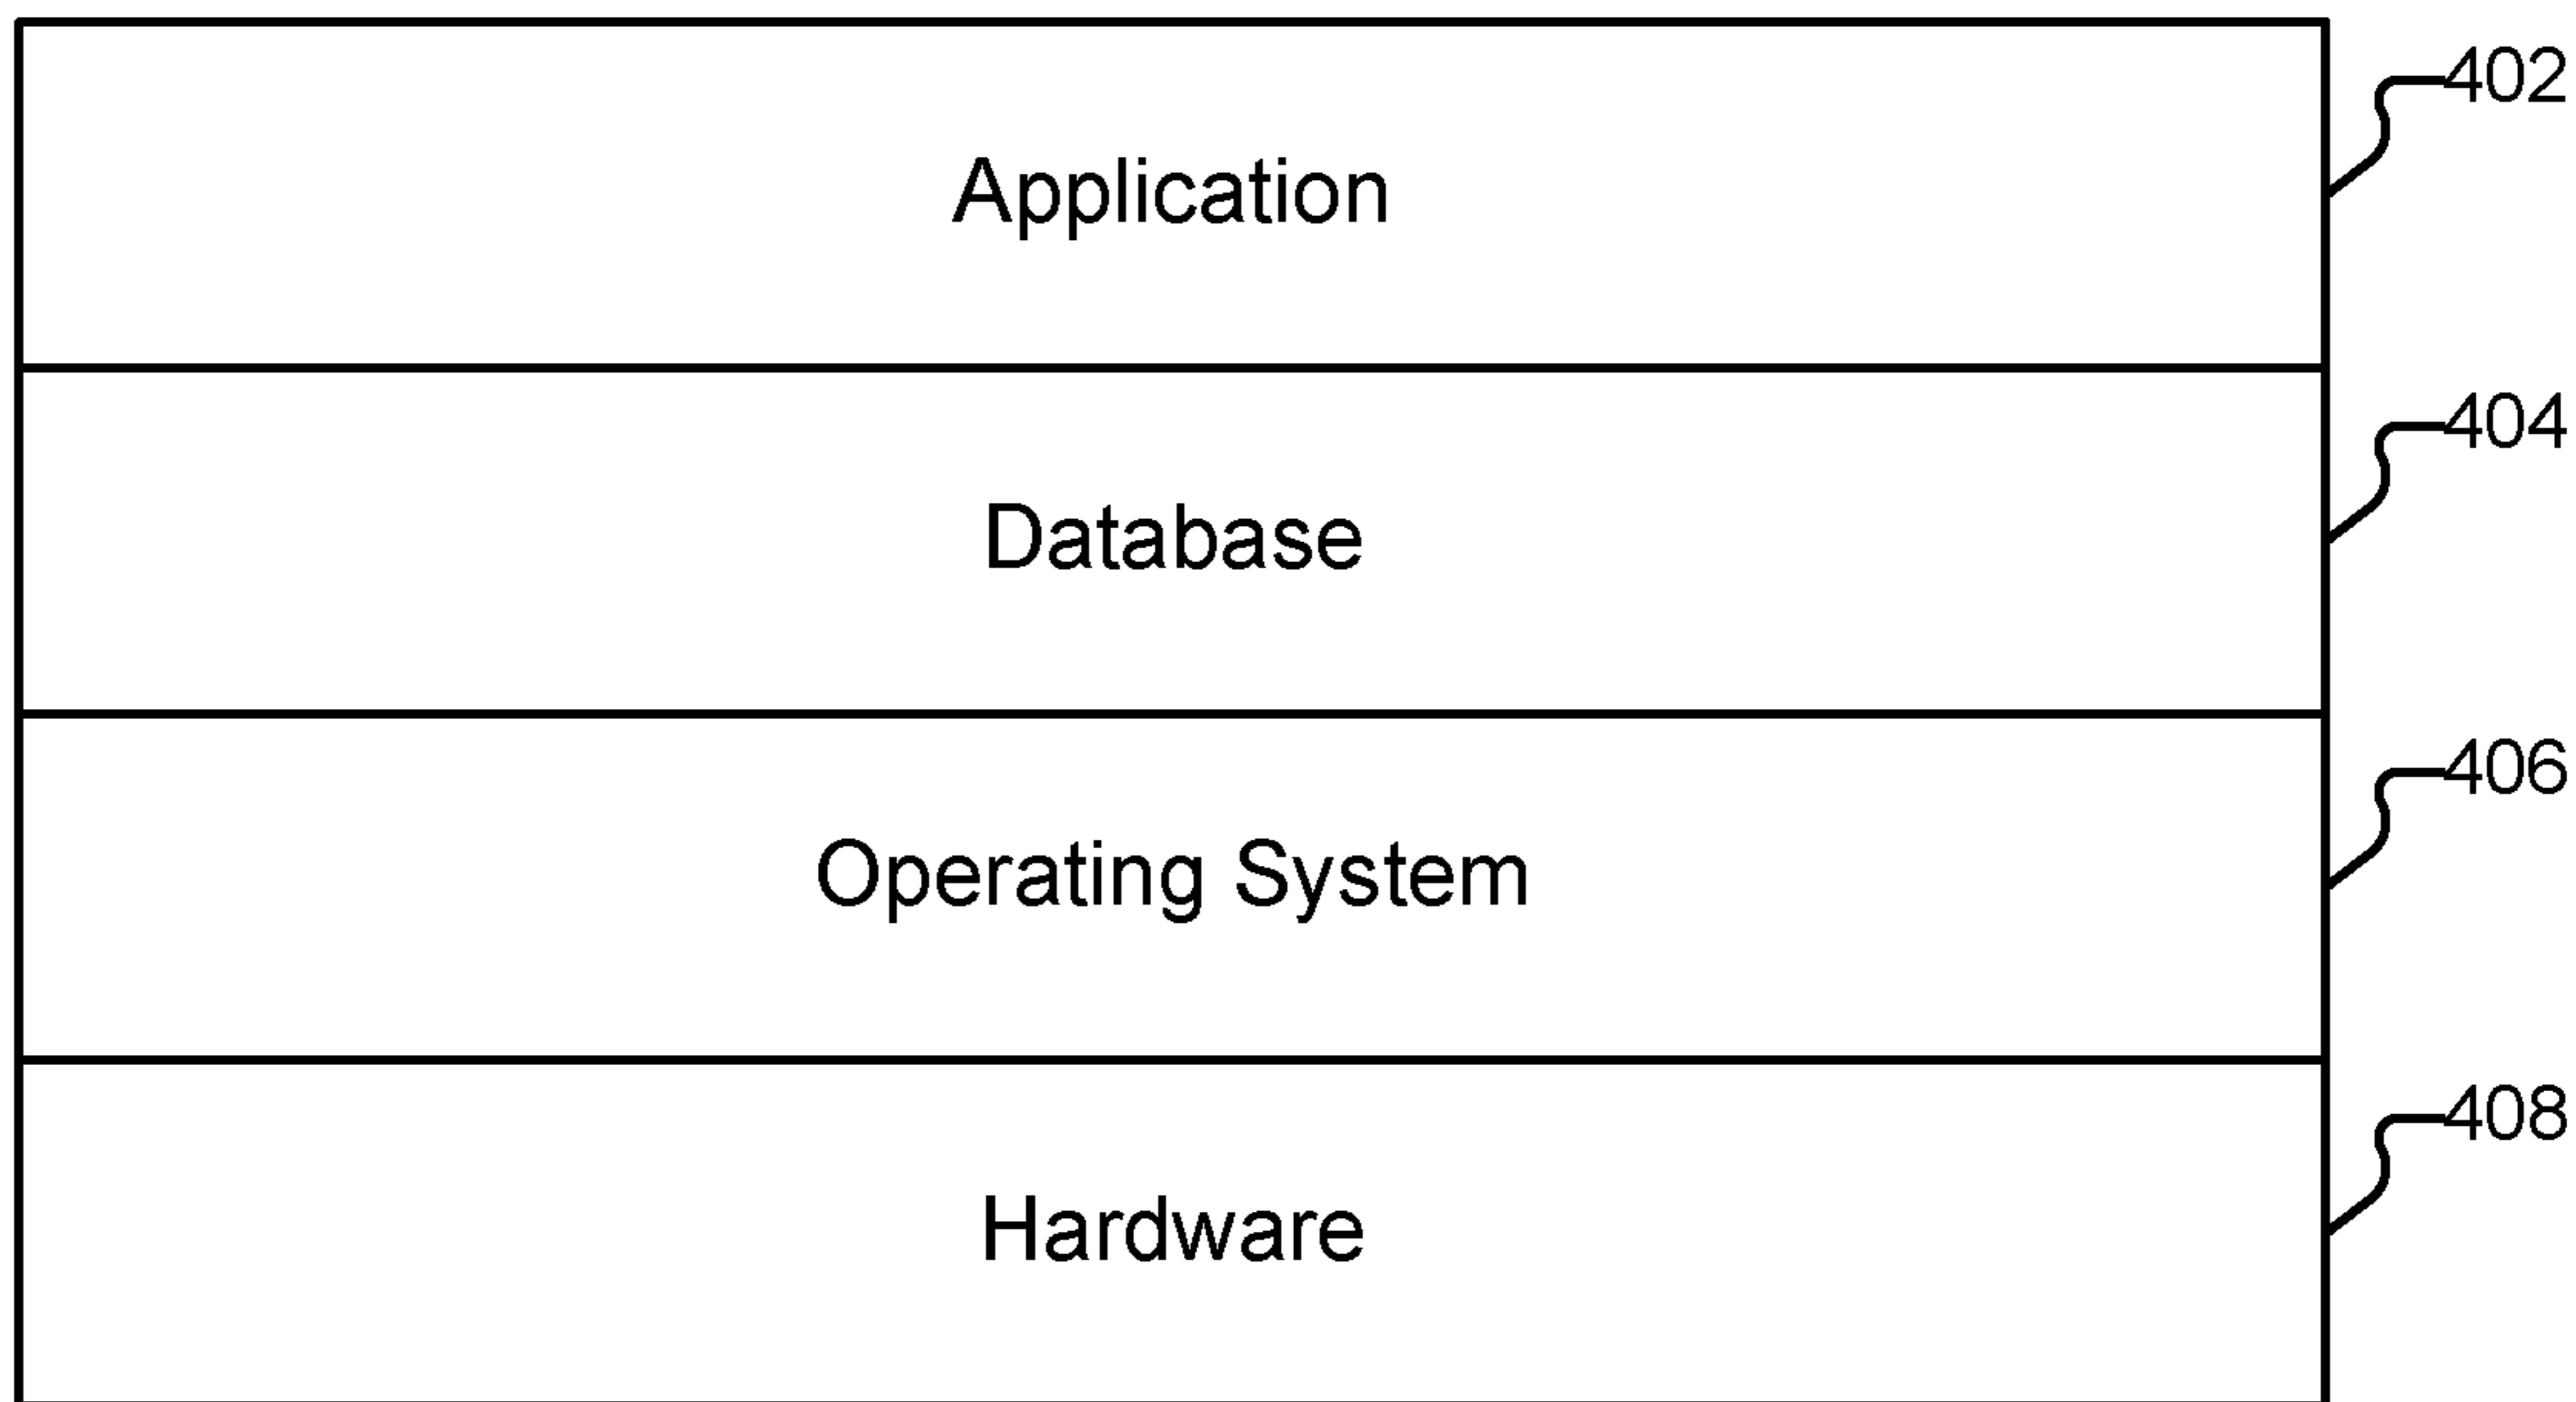 402
Application
404
Database
406
Operating System
408
Hardware